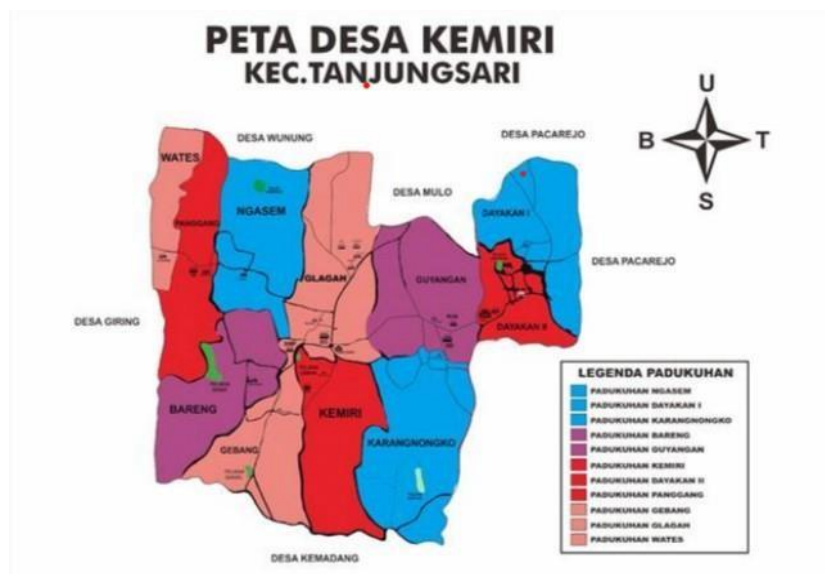 PETA DESA KEMIRI
KEC.TANJUNGSARI
U
B
T
S
DESA WUNUNG
DESA PACAREJO
DESA MULO
WATES
NGASEM
PANGGANG
DAYAKAN I
DESA PACAREJO
GLAGAH
GUYANGAN
DESA GIRING
DAYAKAN II
BARENG
KEMIRI
KARANGNONGKO
GEBANG
DESA KEMADANG
LEGENDA PADUKUHAN
PADUKUHAN NGASEM
PADUKUHAN DAYAKAN I
PADUKUHAN KARANGNONGKO
PADUKUHAN BARENG
PADUKUHAN GUYANGAN
PADUKUHAN KEMIRI
PADUKUHAN DAYAKAN II
PADUKUHAN PANGGANG
PADUKUHAN GEBANG
PADUKUHAN GLAGAH
PADUKUHAN WATES